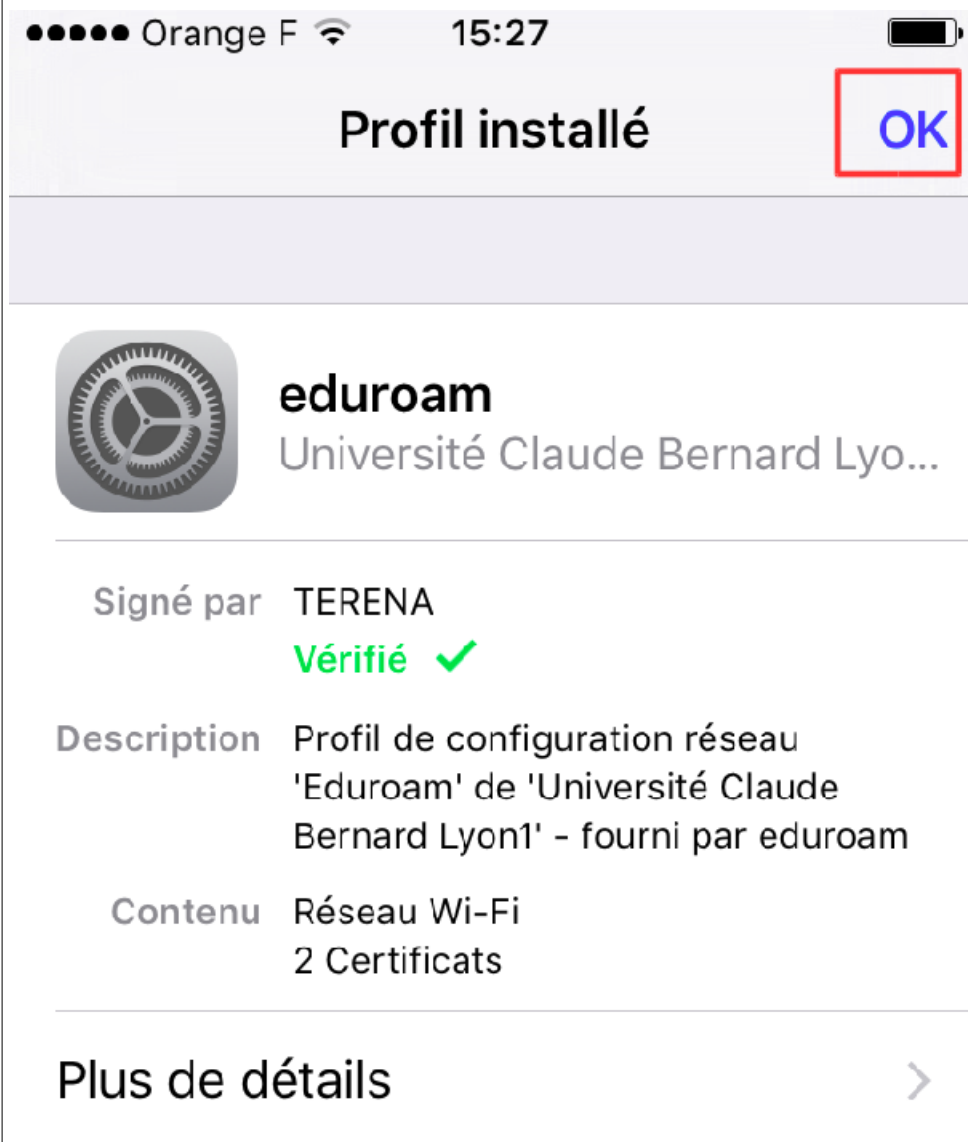 Orange F 15:27
Profil installé OK
eduroam
Université Claude Bernard Lyo...
Signé par TERENA
Vérifié
Description Profil de configuration réseau
'Eduroam' de 'Université Claude
Bernard Lyon1' - fourni par eduroam
Contenu Réseau Wi-Fi
2 Certificats
Plus de détails